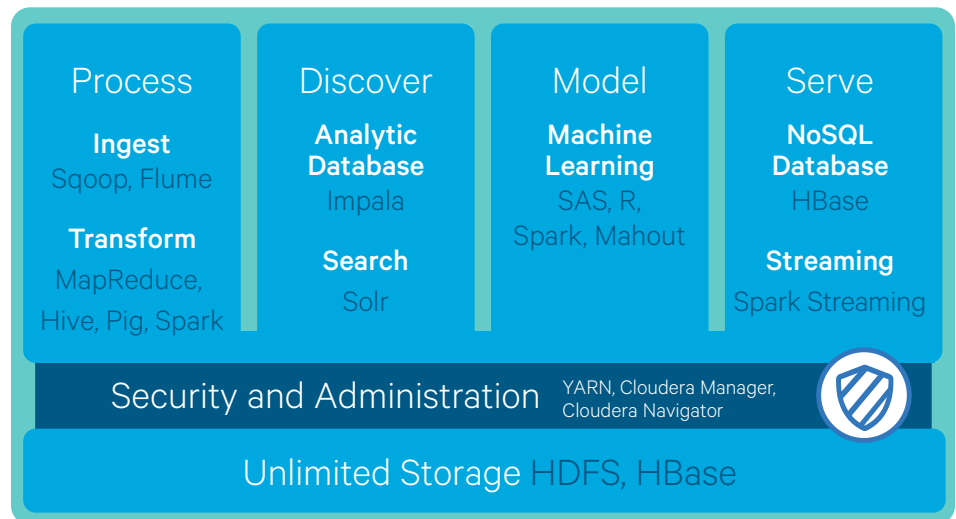 Process
Ingest
Sqoop, Flume
Transform
MapReduce,
Hive, Pig, Spark
Discover
Analytic
Database
Impala
Search
Solr
Model
Machine
Learning
SAS, R,
Spark, Mahout
Serve
NoSQL
Database
HBase
Streaming
Spark Streaming
Security and Administration
YARN, Cloudera Manager,
Cloudera Navigator
Unlimited Storage HDFS, HBase